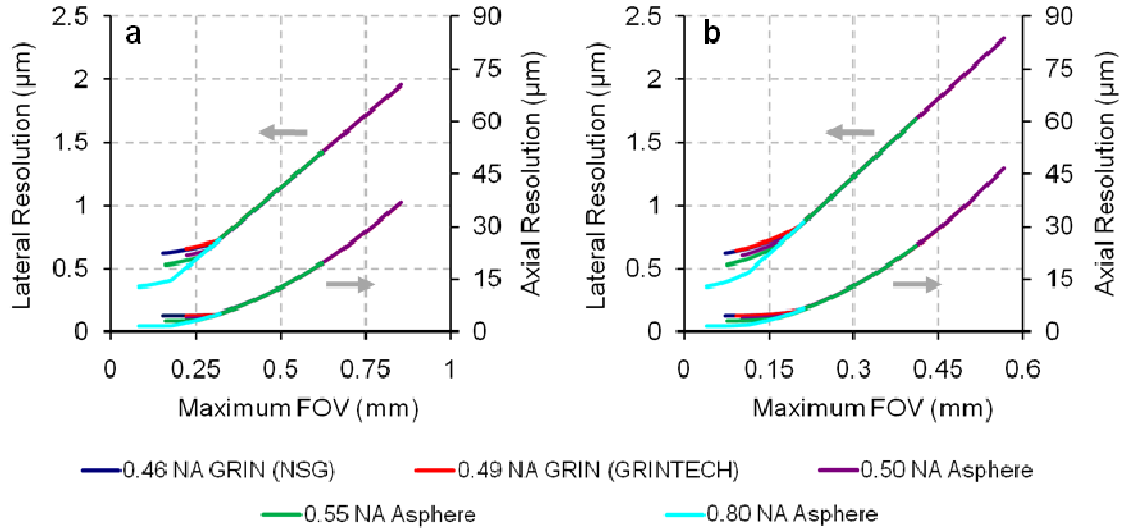 a
b
2.5
2
1.5
1
0.5
0
90
75
60
45
30
15
0
Lateral Resolution (µm)
Axial Resolution (µm)
0 0.25 0.5 0.75 1
Maximum FOV (mm)
2.5
2
1.5
1
0.5
0
90
75
60
45
30
15
0
Lateral Resolution (µm)
Axial Resolution (µm)
0 0.15 0.3 0.45 0.6
Maximum FOV (mm)
0.46 NA GRIN (NSG) 0.49 NA GRIN (GRINTECH) 0.50 NA Asphere
0.55 NA Asphere 0.80 NA Asphere